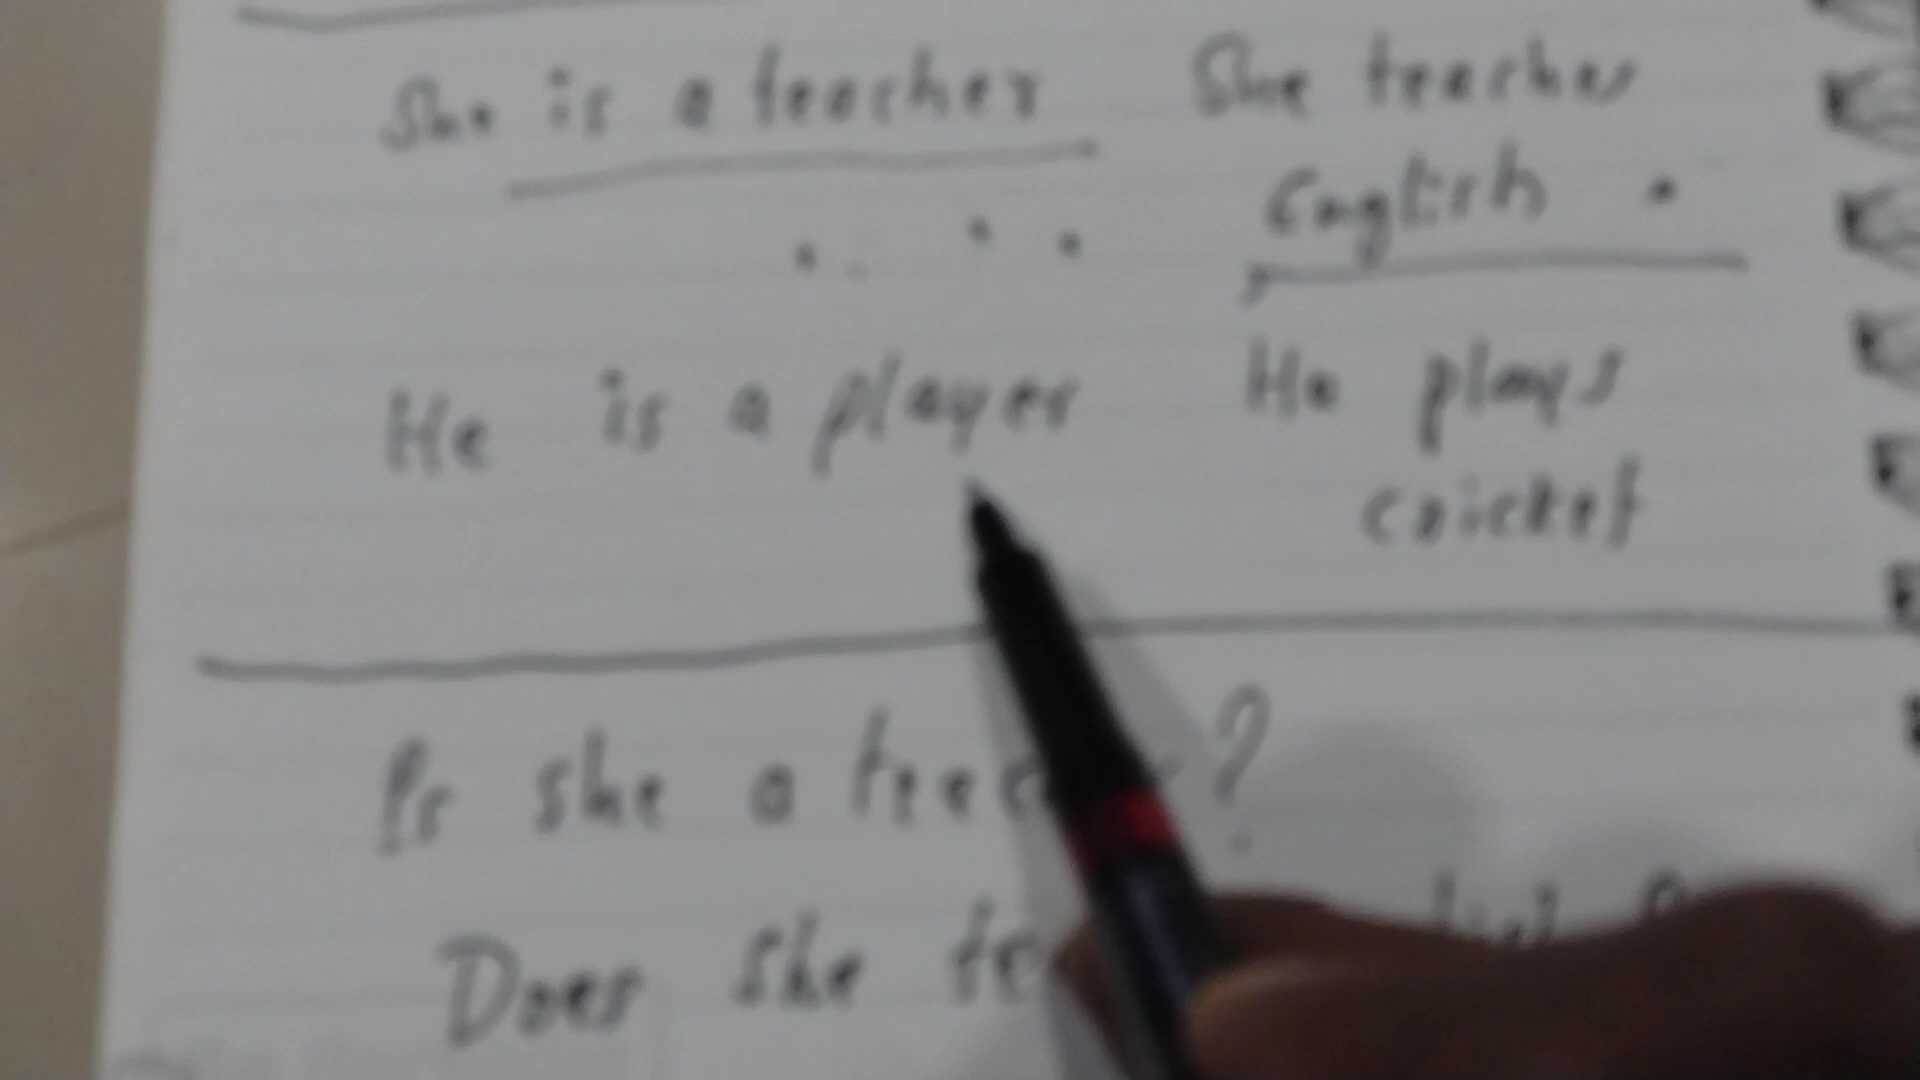 She is a teacher
She teaches
English.
He is a player
He plays
cricket
Is she a ?
Does she